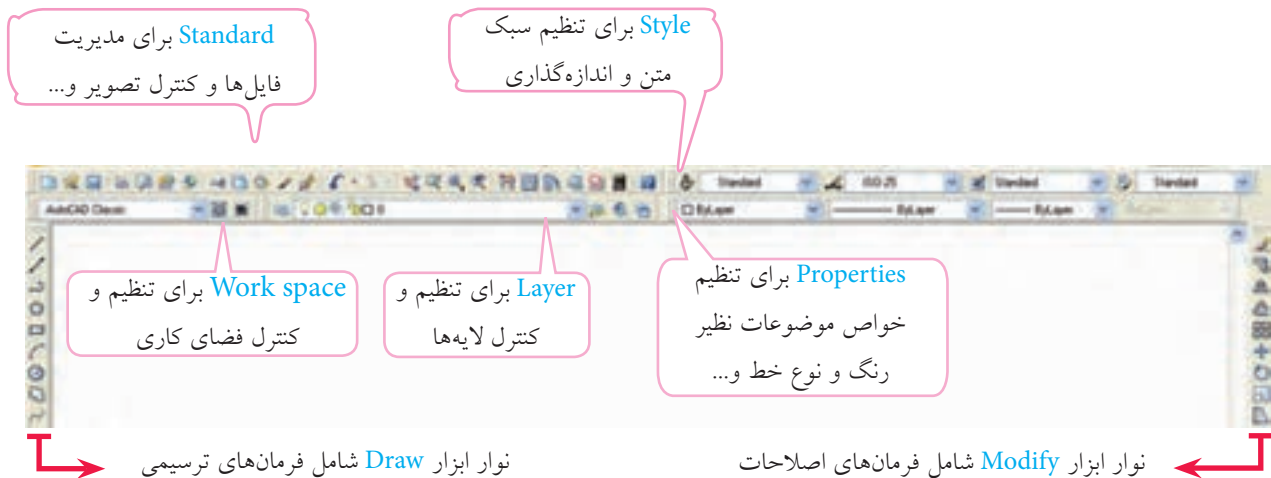 Standard برای مدیریت
فایل‌ها و کنترل تصویر و...
Style برای تنظیم سبک
متن و اندازه‌گذاری
Standard
ISO-25
Standard
Standard
AutoCAD Classic
0
ByLayer
ByLayer
ByLayer
Work space برای تنظیم و
کنترل فضای کاری
Layer برای تنظیم و
کنترل لایه‌ها
Properties برای تنظیم
خواص موضوعات نظیر
رنگ و نوع خط و...
نوار ابزار Modify شامل فرمان‌های اصلاحات
نوار ابزار Draw شامل فرمان‌های ترسیمی